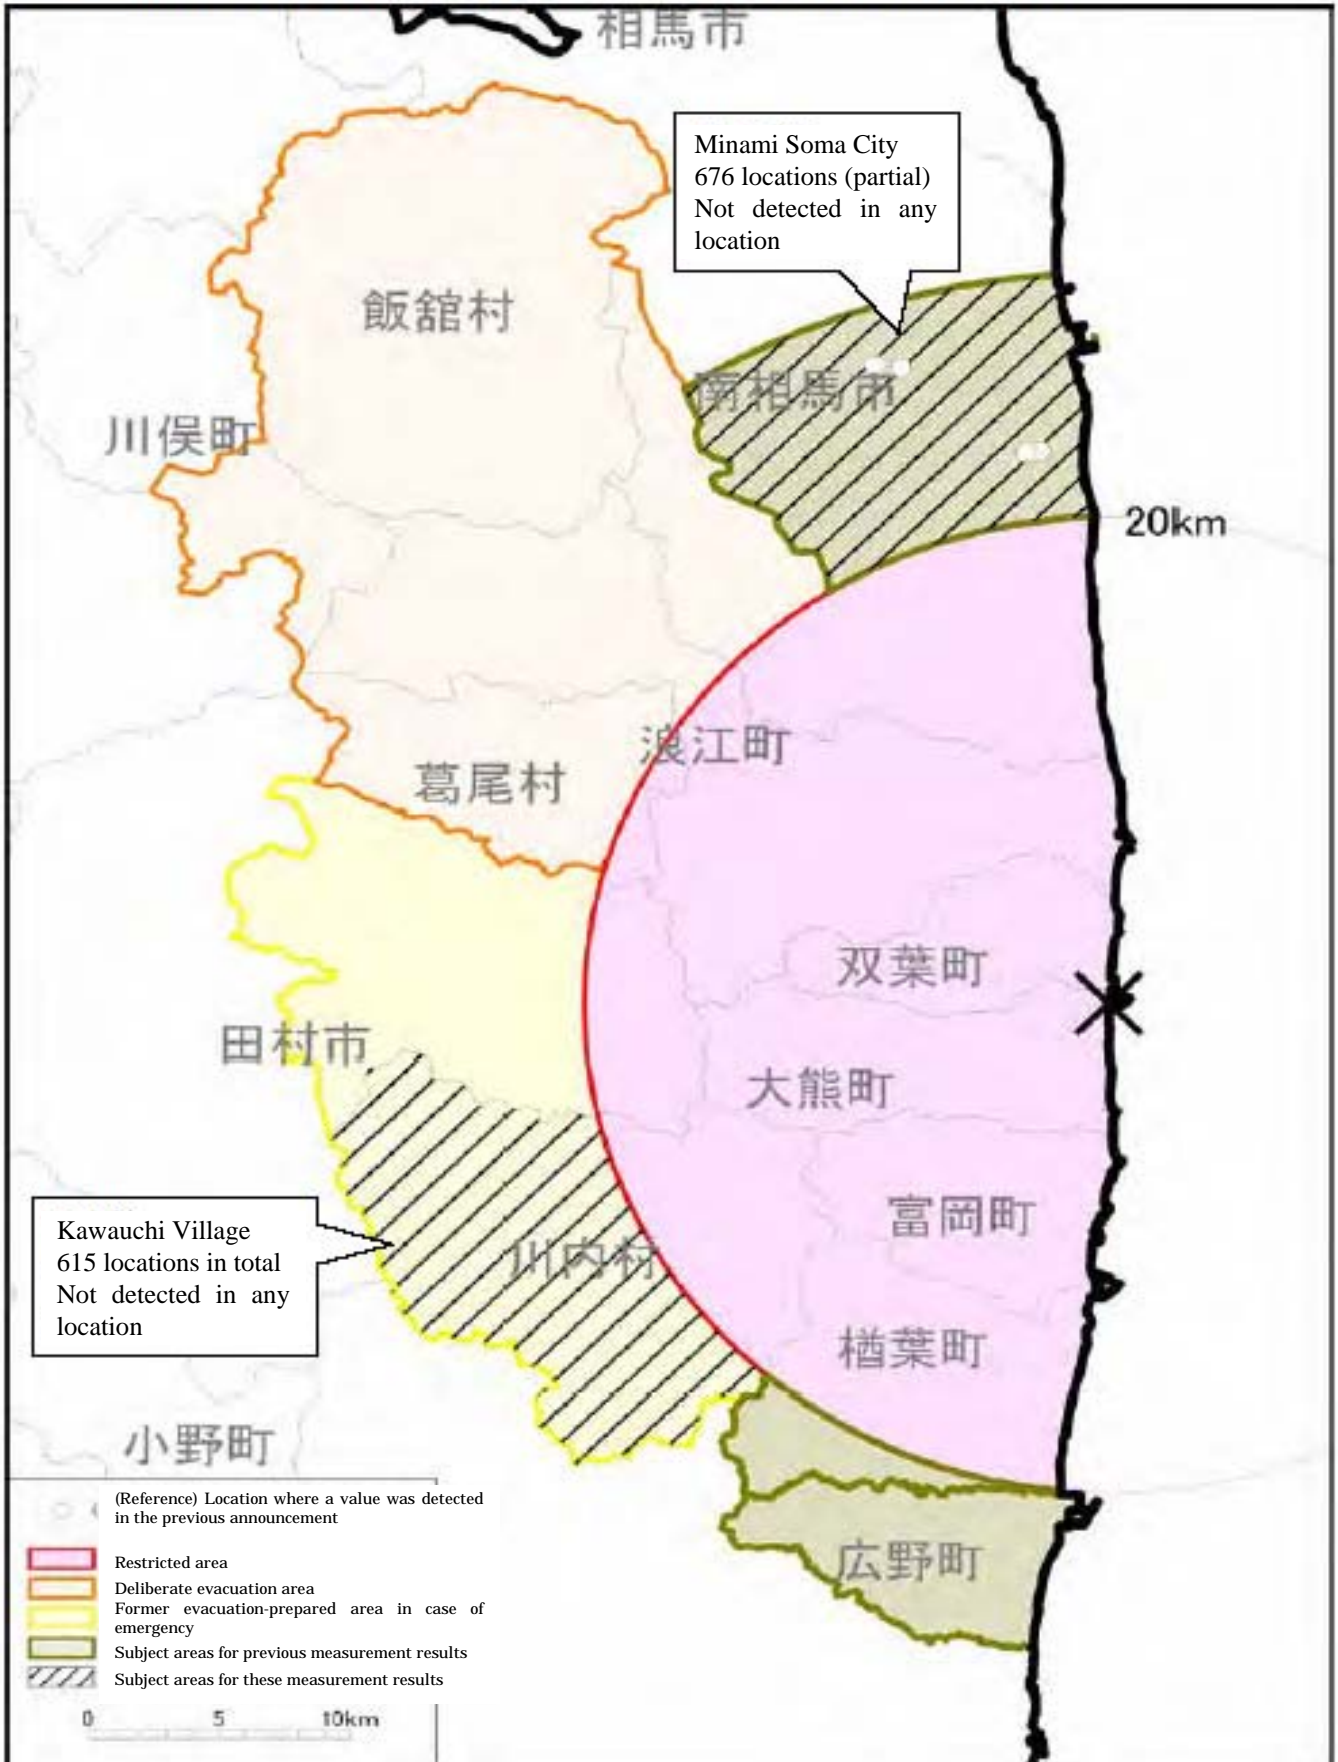 相馬市
Minami Soma City
676 locations (partial)
Not detected in any
location
飯舘村
南相馬市
川俣町
20km
浪江町
葛尾村
双葉町
田村市
大熊町
富岡町
Kawauchi Village
615 locations in total
Not detected in any
location
川内村
楢葉町
小野町
広野町
(Reference) Location where a value was detected
in the previous announcement
Restricted area
Deliberate evacuation area
Former evacuation-prepared area in case of
emergency
Subject areas for previous measurement results
Subject areas for these measurement results
0 5 10km